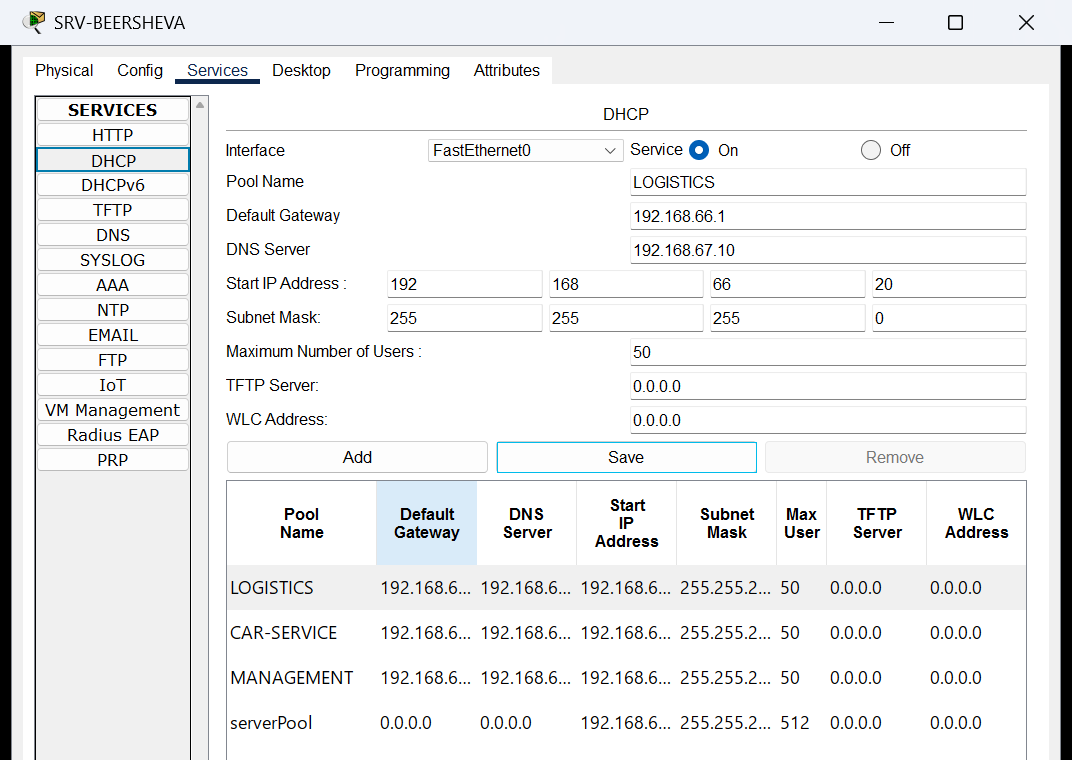 SRV-BEERSHEVA
Physical Config Services Desktop Programming Attributes
SERVICES
HTTP
DHCP
DHCPv6
TFTP
DNS
SYSLOG
AAA
NTP
EMAIL
FTP
IoT
VM Management
Radius EAP
PRP
DHCP
Interface FastEthernet0 Service On Off
Pool Name LOGISTICS
Default Gateway 192.168.66.1
DNS Server 192.168.67.10
Start IP Address : 192 168 66 20
Subnet Mask: 255 255 255 0
Maximum Number of Users : 50
TFTP Server: 0.0.0.0
WLC Address: 0.0.0.0
Add Save Remove
Pool Name Default Gateway DNS Server Start IP Address Subnet Mask Max User TFTP Server WLC Address
LOGISTICS 192.168.6... 192.168.6... 192.168.6... 255.255.2... 50 0.0.0.0 0.0.0.0
CAR-SERVICE 192.168.6... 192.168.6... 192.168.6... 255.255.2... 50 0.0.0.0 0.0.0.0
MANAGEMENT 192.168.6... 192.168.6... 192.168.6... 255.255.2... 50 0.0.0.0 0.0.0.0
serverPool 0.0.0.0 0.0.0.0 192.168.6... 255.255.2... 512 0.0.0.0 0.0.0.0